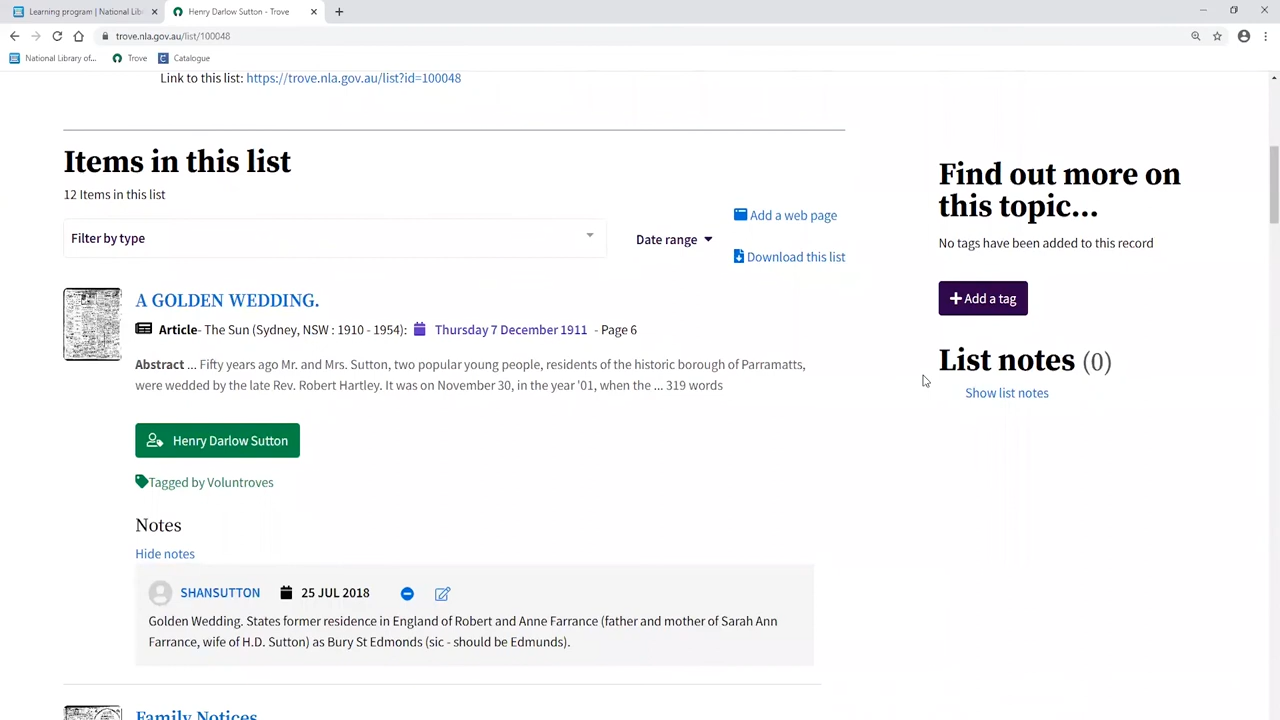 Learning program | National Lib
Henry Darlow Sutton - Trove
trove.nla.gov.au/list/100048
National Library of...
Trove
Catalogue
Link to this list: https://trove.nla.gov.au/list?id=100048
Items in this list
12 Items in this list
Filter by type
Date range
Add a web page
Download this list
A GOLDEN WEDDING.
Article- The Sun (Sydney, NSW : 1910 - 1954): Thursday 7 December 1911 - Page 6
Abstract ... Fifty years ago Mr. and Mrs. Sutton, two popular young people, residents of the historic borough of Parramatts,
were wedded by the late Rev. Robert Hartley. It was on November 30, in the year '01, when the ... 319 words
Henry Darlow Sutton
Tagged by Voluntroves
Notes
Hide notes
SHANSUTTON 25 JUL 2018
Golden Wedding. States former residence in England of Robert and Anne Farrance (father and mother of Sarah Ann
Farrance, wife of H.D. Sutton) as Bury St Edmonds (sic - should be Edmunds).
Family Notices
Find out more on
this topic...
No tags have been added to this record
Add a tag
List notes (0)
Show list notes